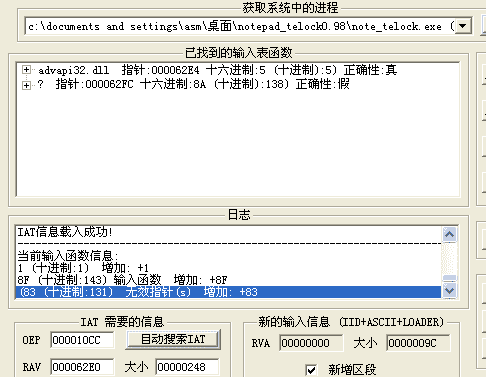 获取系统中的进程
c:\documents and settings\asm\桌面\notepad_telock0.98\note_telock.exe (
已找到的输入表函数
advapi32.dll 指针:000062E4 十六进制:5 (十进制):5) 正确性:真
? 指针:000062FC 十六进制:8A (十进制):138) 正确性:假
日志
IAT信息载入成功!
当前输入函数信息:
1 (十进制:1) 增加: +1
8F (十进制:143) 输入函数 增加: +8F
(83 (十进制:131) 无效指针(s) 增加: +83
IAT 需要的信息
新的输入信息 (IID+ASCII+LOADER)
OEP 000010CC 自动搜索IAT RVA 00000000 大小 0000009C
RAV 000062E0 大小 00000248 新增区段